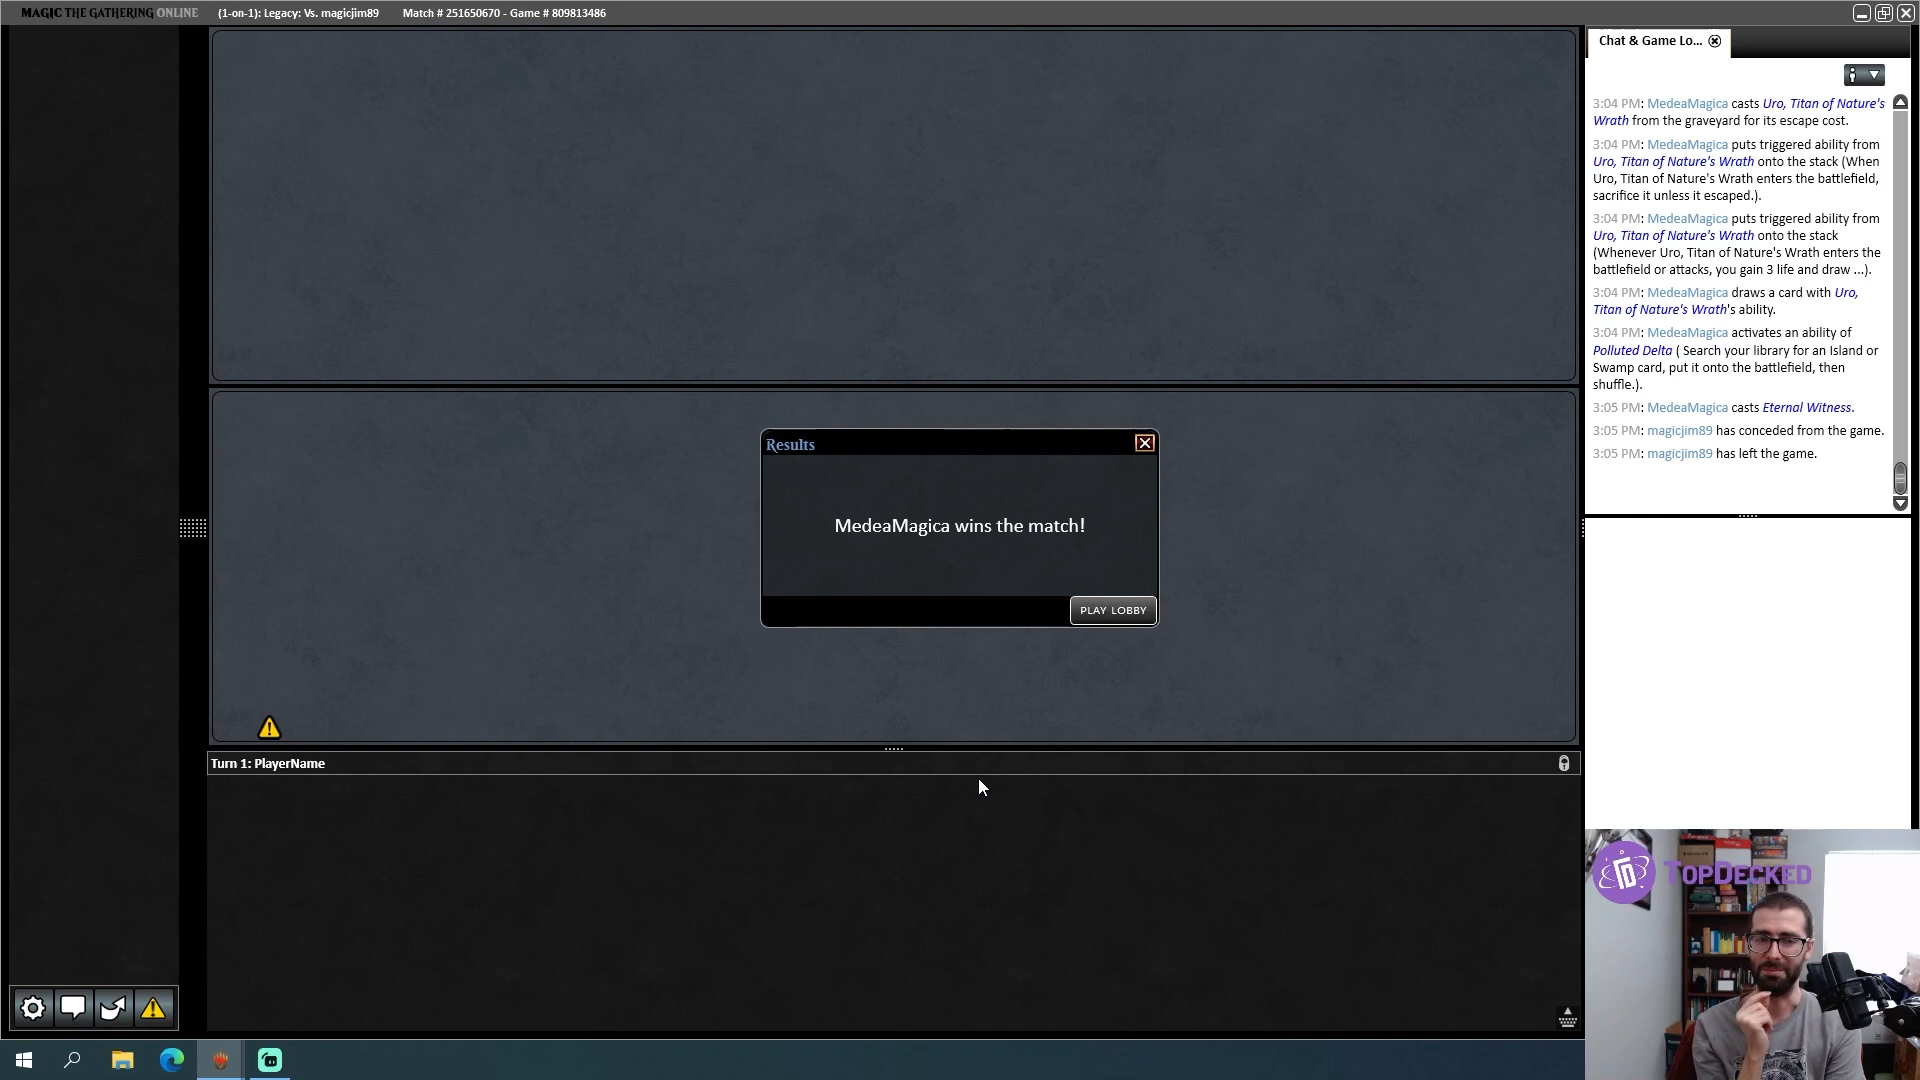 MAGIC THE GATHERING ONLINE (1-on-1): Legacy: Vs. magicjim89 Match # 251650670 - Game # 809813486
Chat & Game Lo...
3:04 PM: MedeaMagica casts Uro, Titan of Nature's
Wrath from the graveyard for its escape cost.
3:04 PM: MedeaMagica puts triggered ability from
Uro, Titan of Nature's Wrath onto the stack (When
Uro, Titan of Nature's Wrath enters the battlefield,
sacrifice it unless it escaped.).
3:04 PM: MedeaMagica puts triggered ability from
Uro, Titan of Nature's Wrath onto the stack
(Whenever Uro, Titan of Nature's Wrath enters the
battlefield or attacks, you gain 3 life and draw ...).
3:04 PM: MedeaMagica draws a card with Uro,
Titan of Nature's Wrath's ability.
3:04 PM: MedeaMagica activates an ability of
Polluted Delta ( Search your library for an Island or
Swamp card, put it onto the battlefield, then
shuffle.).
3:05 PM: MedeaMagica casts Eternal Witness.
3:05 PM: magicjim89 has conceded from the game.
3:05 PM: magicjim89 has left the game.
Results
MedeaMagica wins the match!
PLAY LOBBY
Turn 1: PlayerName
TOPDECKED